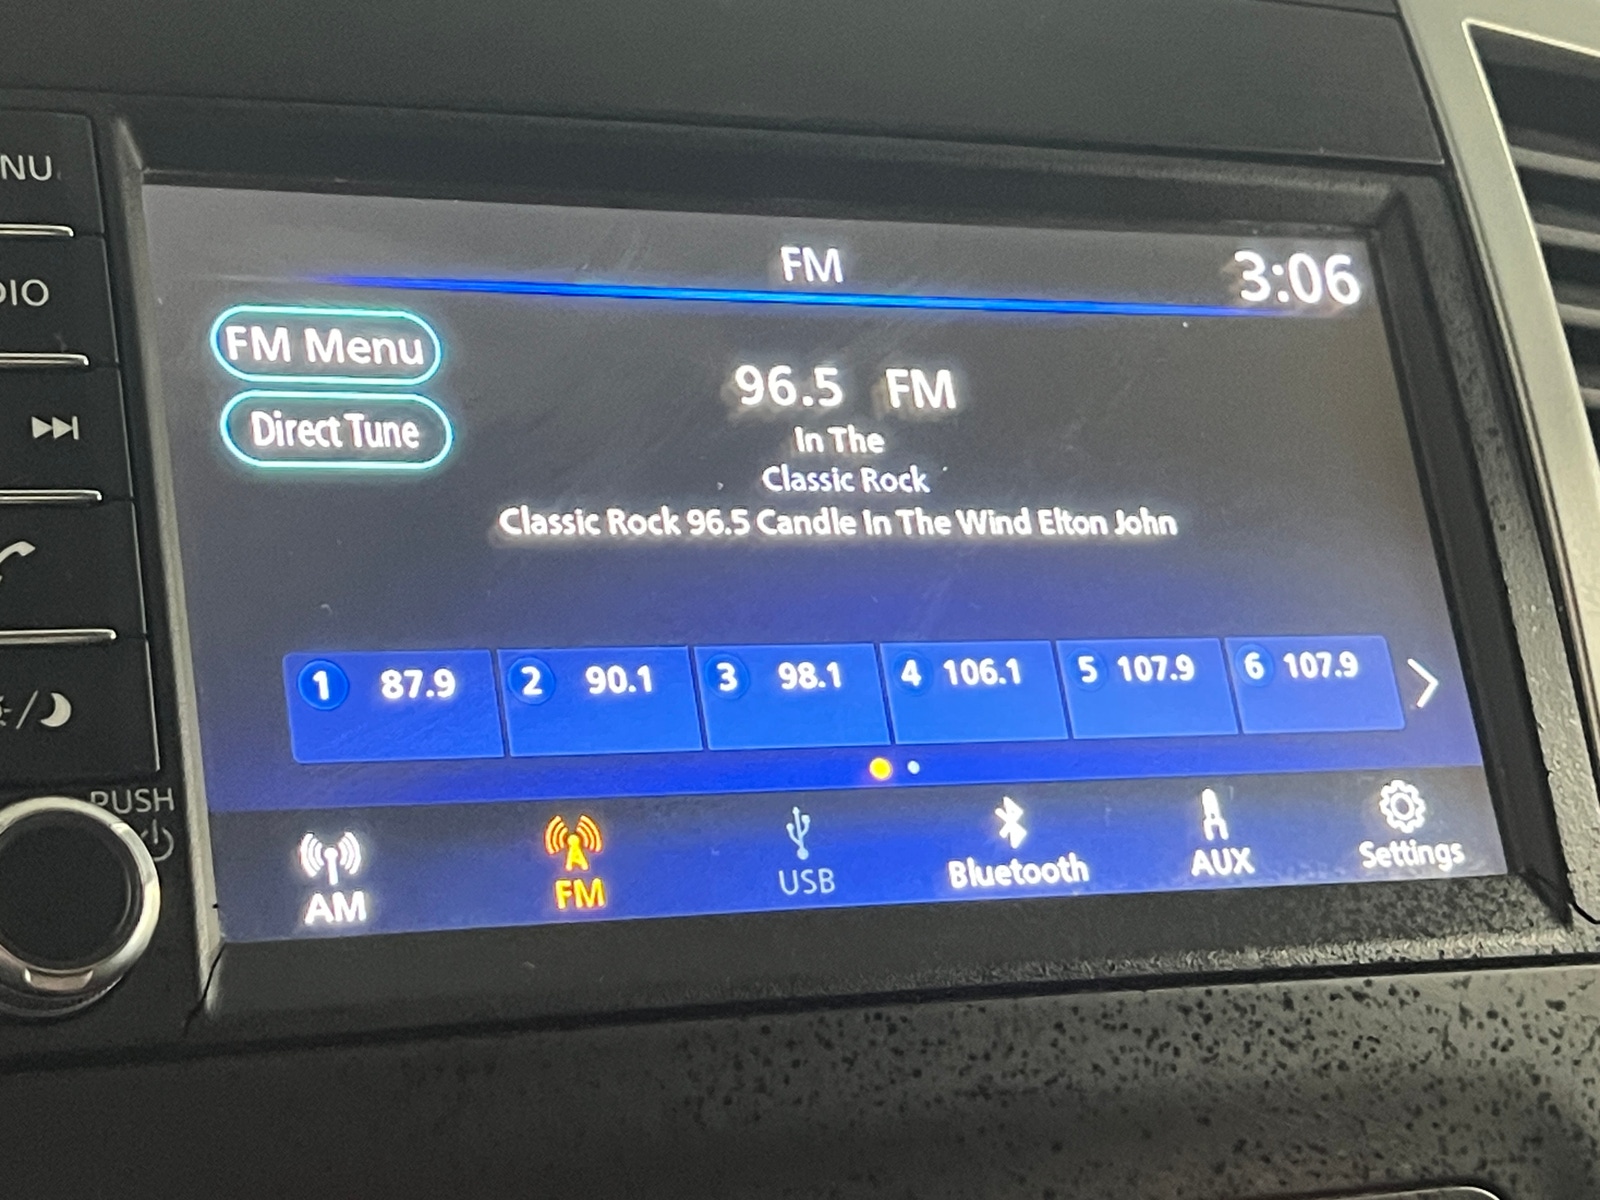 NU
FM
3:06
DIO
FM Menu
Direct Tune
96.5 FM
In The
Classic Rock
Classic Rock 96.5 Candle In The Wind Elton John
1 87.9
2 90.1
3 98.1
4 106.1
5 107.9
6 107.9
PUSH
AM
FM
USB
Bluetooth
AUX
Settings